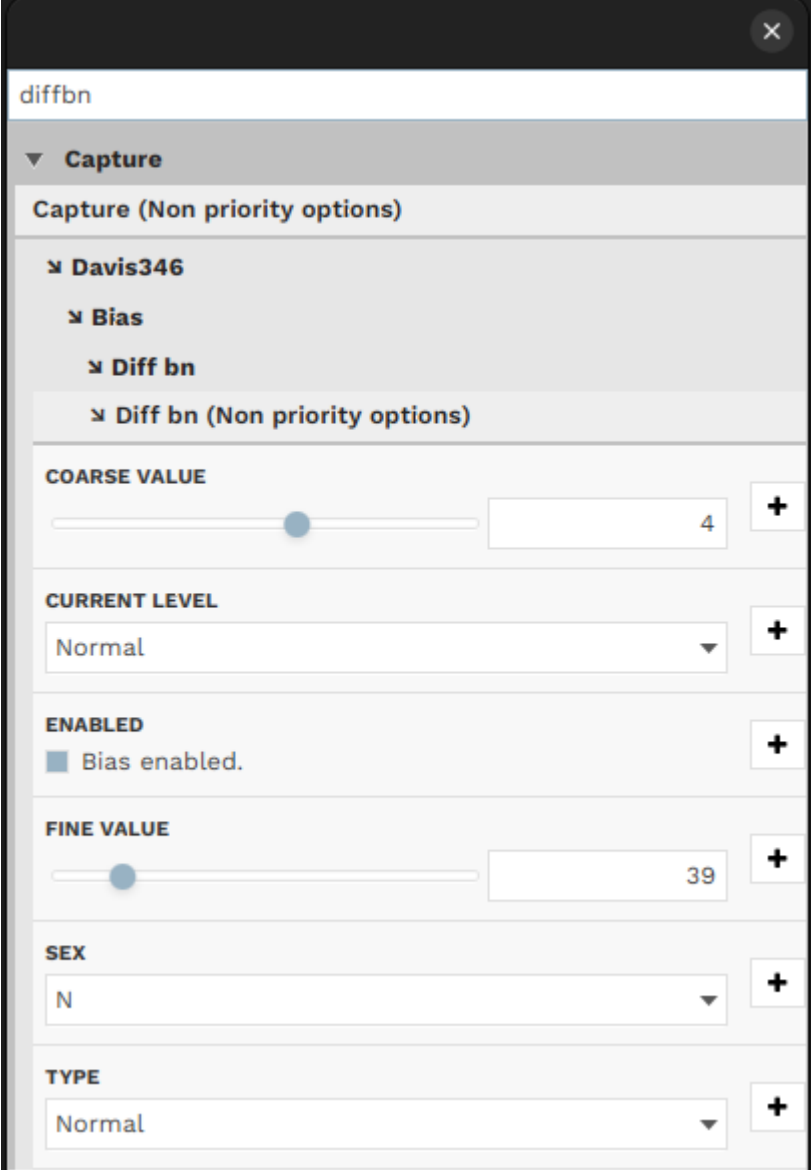 diffbn
Capture
Capture (Non priority options)
Davis346
Bias
Diff bn
Diff bn (Non priority options)
COARSE VALUE
4
CURRENT LEVEL
Normal
ENABLED
Bias enabled.
FINE VALUE
39
SEX
N
TYPE
Normal